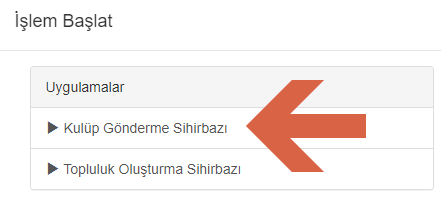 İşlem Başlat
Uygulamalar
Kulüp Gönderme Sihirbazı
Topluluk Oluşturma Sihirbazı